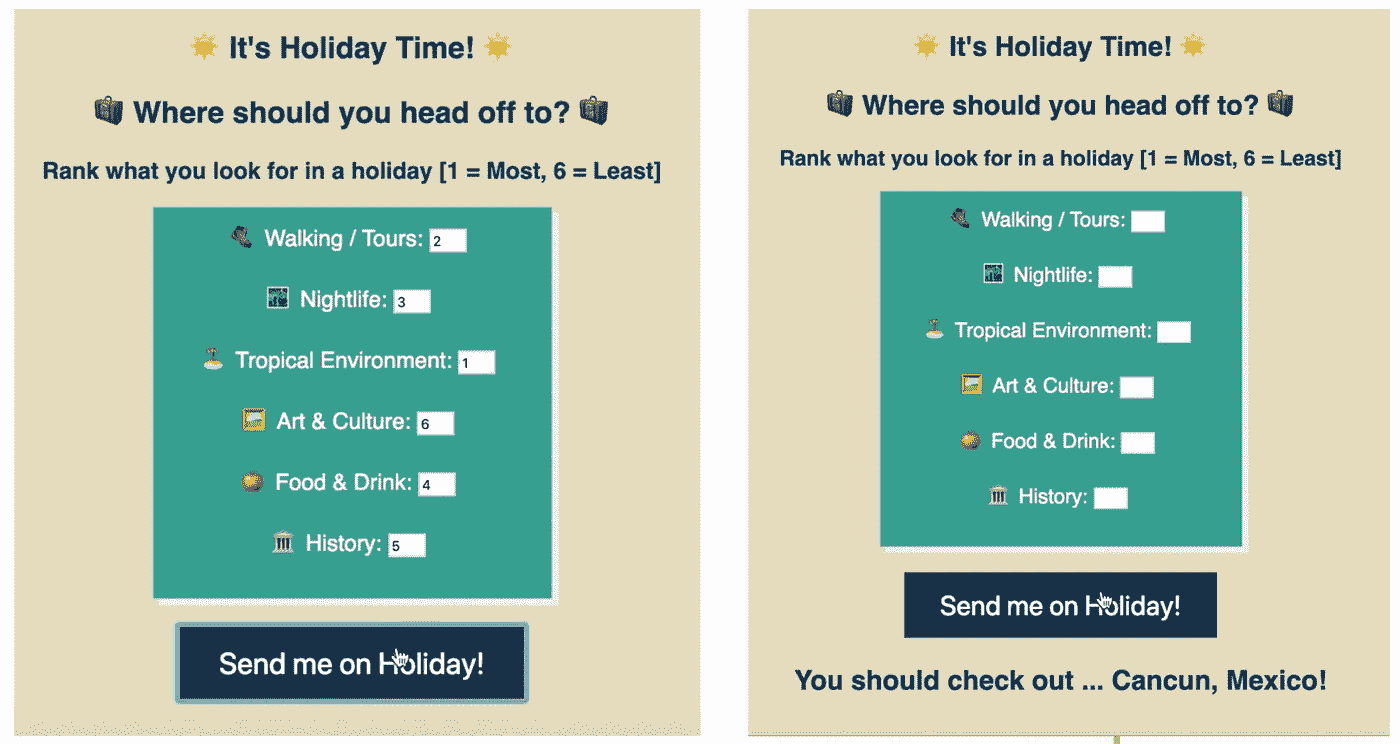 It's Holiday Time!
Where should you head off to?
Rank what you look for in a holiday [1 = Most, 6 = Least]
Walking / Tours: 2
Nightlife: 3
Tropical Environment: 1
Art & Culture: 6
Food & Drink: 4
History: 5
Send me on Holiday!
It's Holiday Time!
Where should you head off to?
Rank what you look for in a holiday [1 = Most, 6 = Least]
Walking / Tours:
Nightlife:
Tropical Environment:
Art & Culture:
Food & Drink:
History:
Send me on Holiday!
You should check out ... Cancun, Mexico!